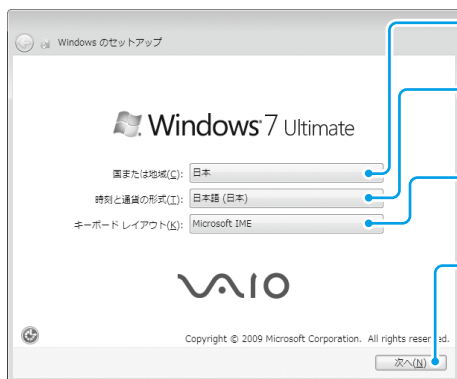 Windows のセットアップ
Windows 7 Ultimate
国または地域(C): 日本
時刻と通貨の形式(T): 日本語 (日本)
キーボード レイアウト(K): Microsoft IME
VAIO
Copyright © 2009 Microsoft Corporation. All rights reserved.
次へ(N)